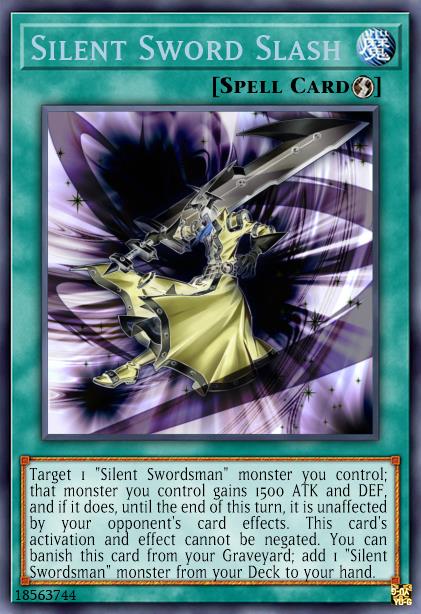 Silent Sword Slash
魔
[Spell Card]
Target 1 "Silent Swordsman" monster you control;
that monster you control gains 1500 ATK and DEF,
and if it does, until the end of this turn, it is unaffected
by your opponent's card effects. This card's
activation and effect cannot be negated. You can
banish this card from your Graveyard; add 1 "Silent
Swordsman" monster from your Deck to your hand.
18563744